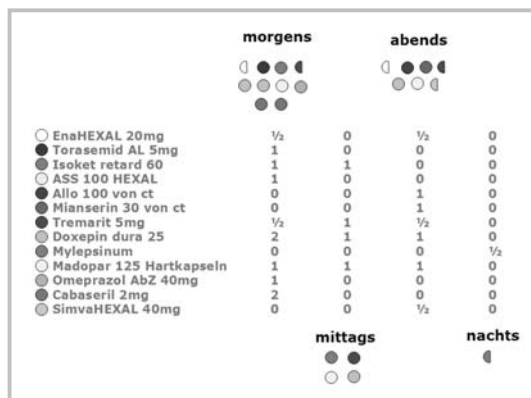 morgens abends
EnaHEXAL 20mg ½ 0 ½ 0
Torasemid AL 5mg 1 0 0 0
Isoket retard 60 1 1 0 0
ASS 100 HEXAL 1 0 0 0
Allo 100 von ct 0 0 1 0
Mianserin 30 von ct 0 0 1 0
Tremarit 5mg ½ 1 ½ 0
Doxepin dura 25 2 1 1 0
Mylepsinum 0 0 0 ½
Madopar 125 Hartkapseln 1 1 1 0
Omeprazol AbZ 40mg 1 0 0 0
Cabaseril 2mg 2 0 0 0
SimvaHEXAL 40mg 0 0 ½ 0
mittags nachts